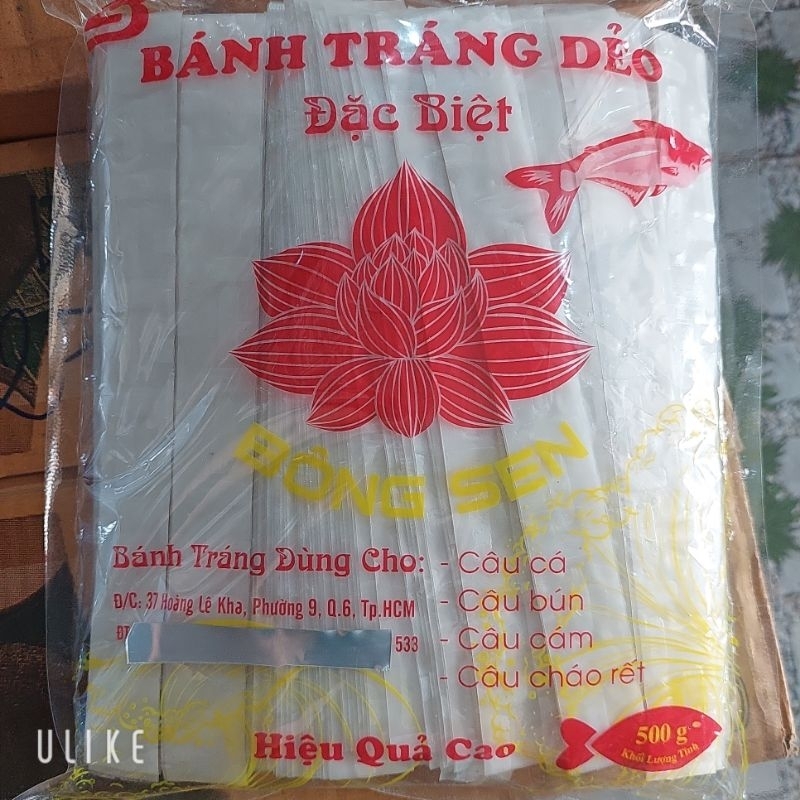 BÁNH TRÁNG DẺO
Đặc Biệt
BÔNG SEN
Bánh Tráng Dùng Cho:
- Câu cá
- Câu bún
- Câu cám
- Câu cháo rết
Đ/C: 37 Hoàng Lê Kha, Phường 9, Q.6, Tp.HCM
ĐT 533
Hiệu Quả Cao
500 g
Khối Lượng Tịnh
ULIKE